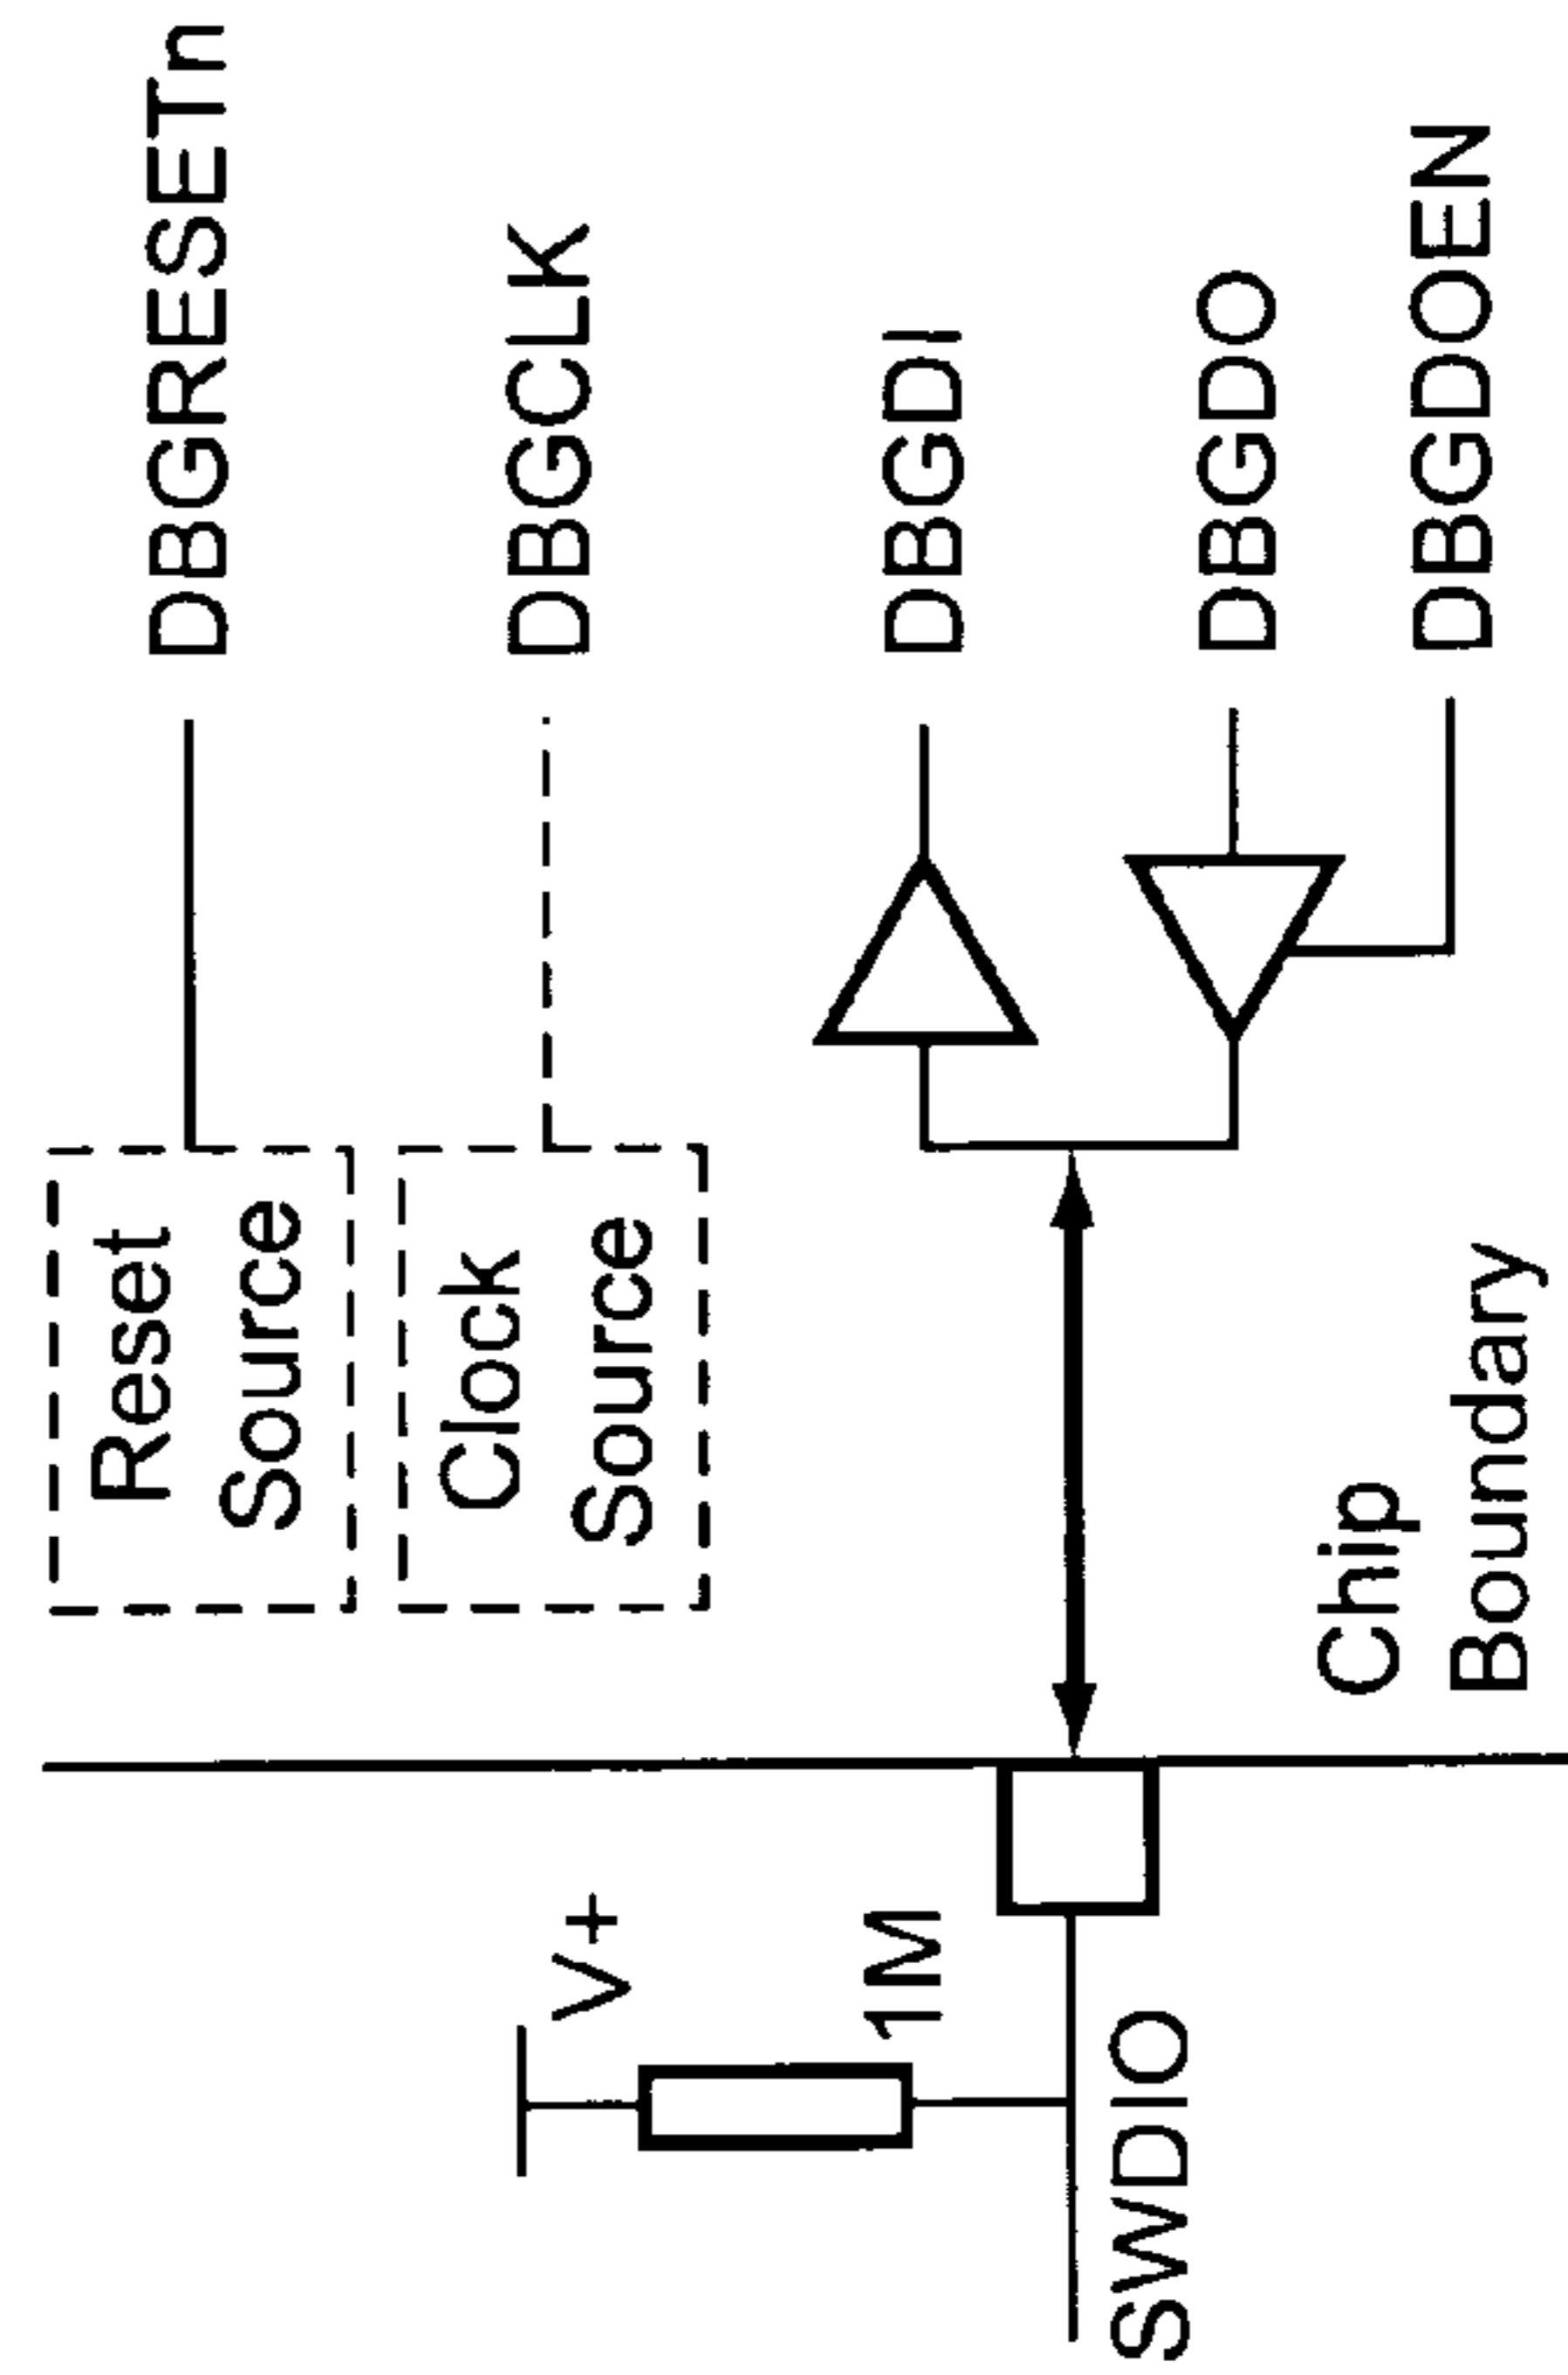 Reset
Source
DBGRESETn
Clock
Source
DBGCLK
V+
1M
DBGDI
SWDIO
DBGDO
Chip
Boundary
DBGDOEN